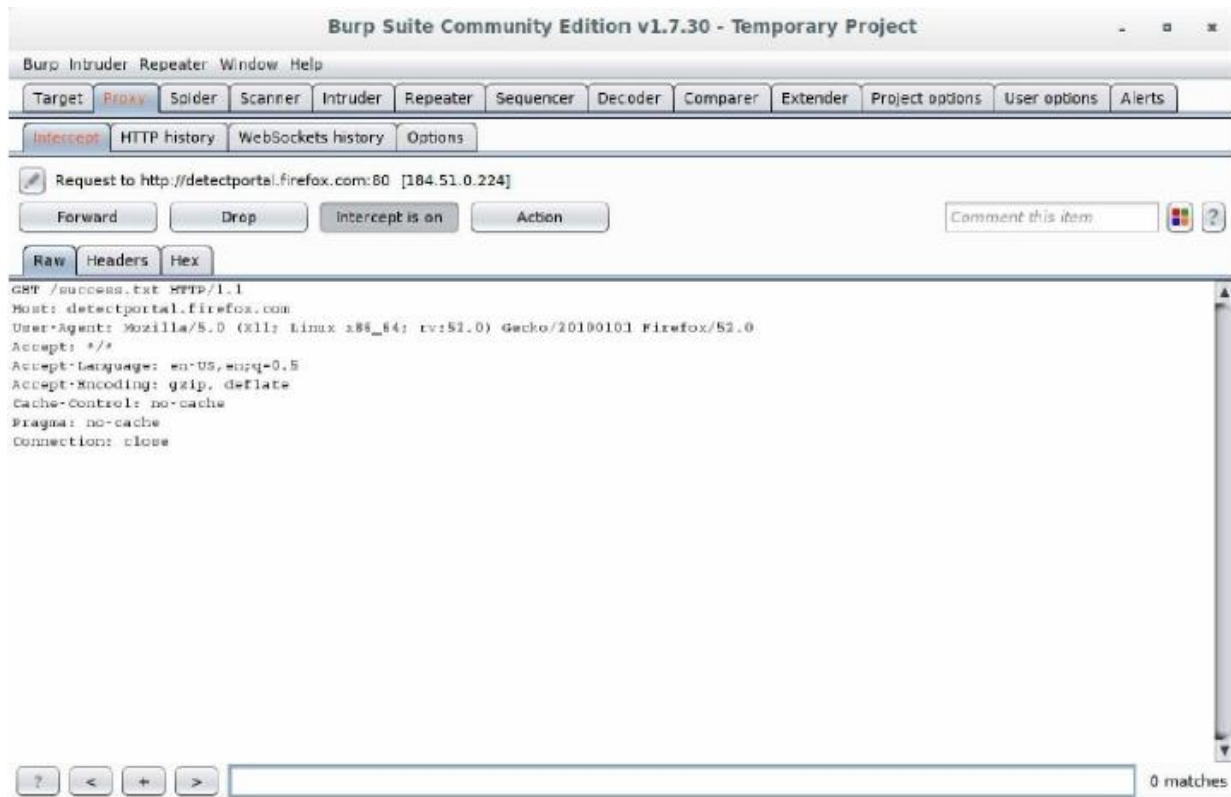 Burp Suite Community Edition v1.7.30 - Temporary Project
Burp Intruder Repeater Window Help
Target Proxy Spider Scanner Intruder Repeater Sequencer Decoder Comparer Extender Project options User options Alerts
Intercept HTTP history WebSockets history Options
Request to http://detectportal.firefox.com:80 [184.51.0.224]
Forward Drop Intercept is on Action Comment this item ?
Raw Headers Hex
GET /success.txt HTTP/1.1
Host: detectportal.firefox.com
User-Agent: Mozilla/5.0 (X11; Linux x86_64; rv:52.0) Gecko/20100101 Firefox/52.0
Accept: */*
Accept-Language: en-US,en;q=0.5
Accept-Encoding: gzip, deflate
Cache-Control: no-cache
Pragma: no-cache
Connection: close
? < + > 0 matches